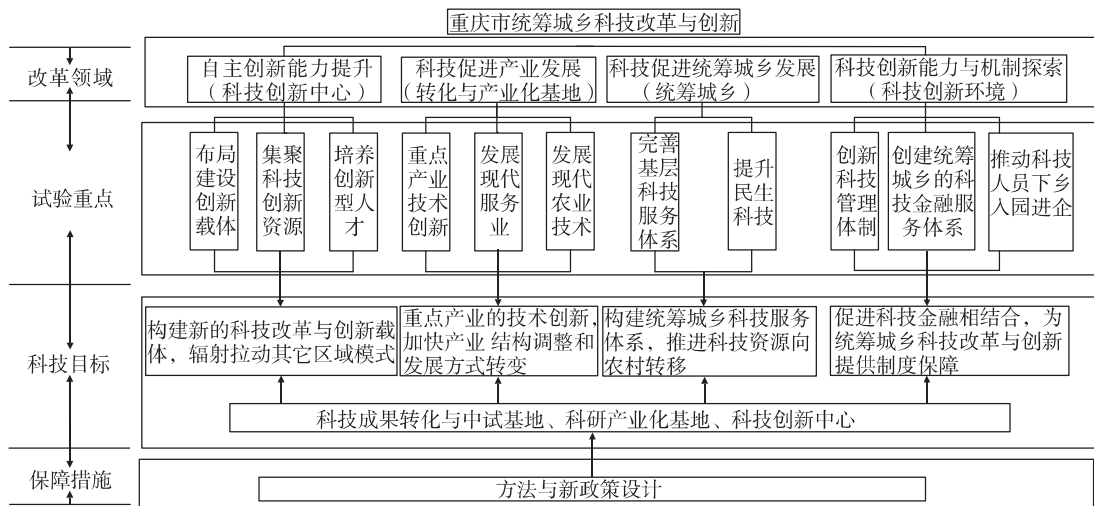 重庆市统筹城乡科技改革与创新
改革领域
自主创新能力提升
（科技创新中心）
科技促进产业发展
（转化与产业化基地）
科技促进统筹城乡发展
（统筹城乡）
科技创新能力与机制探索
（科技创新环境）
试验重点
布局
建设
创新
载体
集聚
科技
创新
资源
培养
创新
型人
才
重点
产业
技术
创新
发展
现代
服务
业
发展
现代
农业
技术
完善
基层
科技
服务
体系
提升
民生
科技
创新
科技
管理
体制
创建统筹
城乡的科
技金融服
务体系
推动科技
人员下乡
入园进企
科技目标
构建新的科技改革与创新载
体，辐射拉动其它区域模式
重点产业的技术创新，
加快产业 结构调整和
发展方式转变
构建统筹城乡科技服务
体系，推进科技资源向
农村转移
促进科技金融相结合，为
统筹城乡科技改革与创新
提供制度保障
科技成果转化与中试基地、科研产业化基地、科技创新中心
保障措施
方法与新政策设计